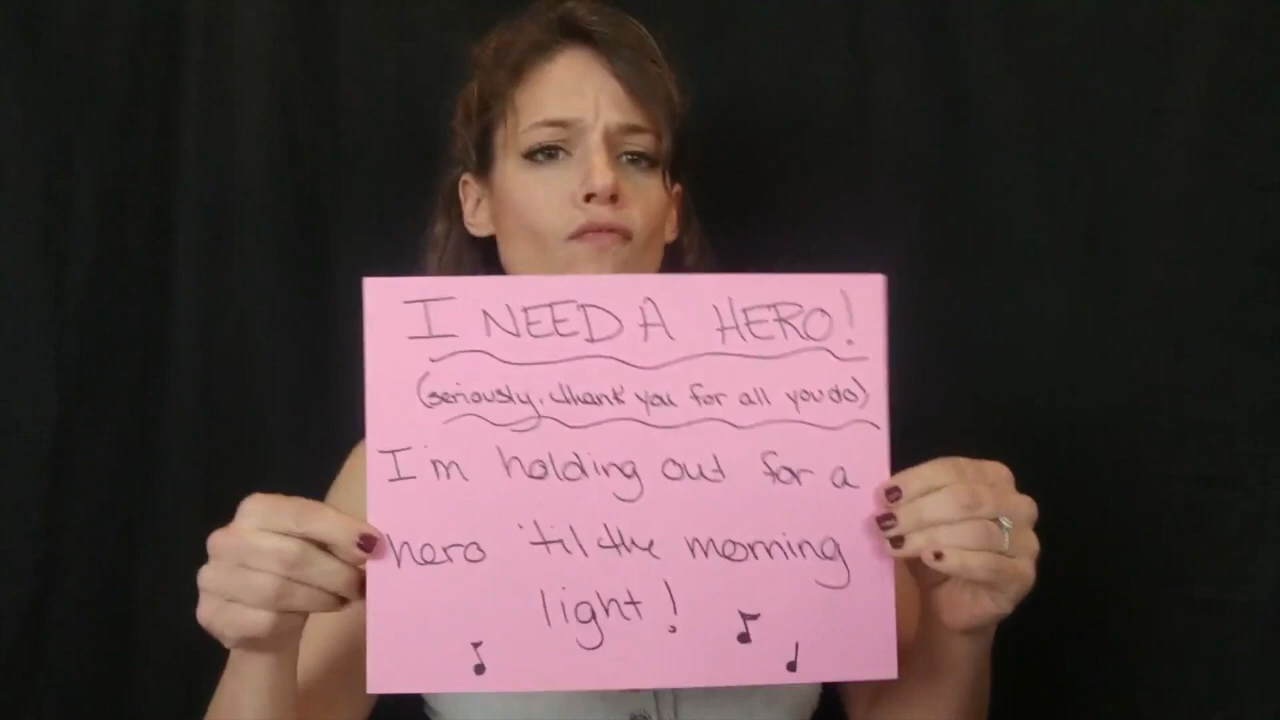 I NEED A HERO!
(seriously, thank you for all you do)
I'm holding out for a
hero 'til the morning
light!